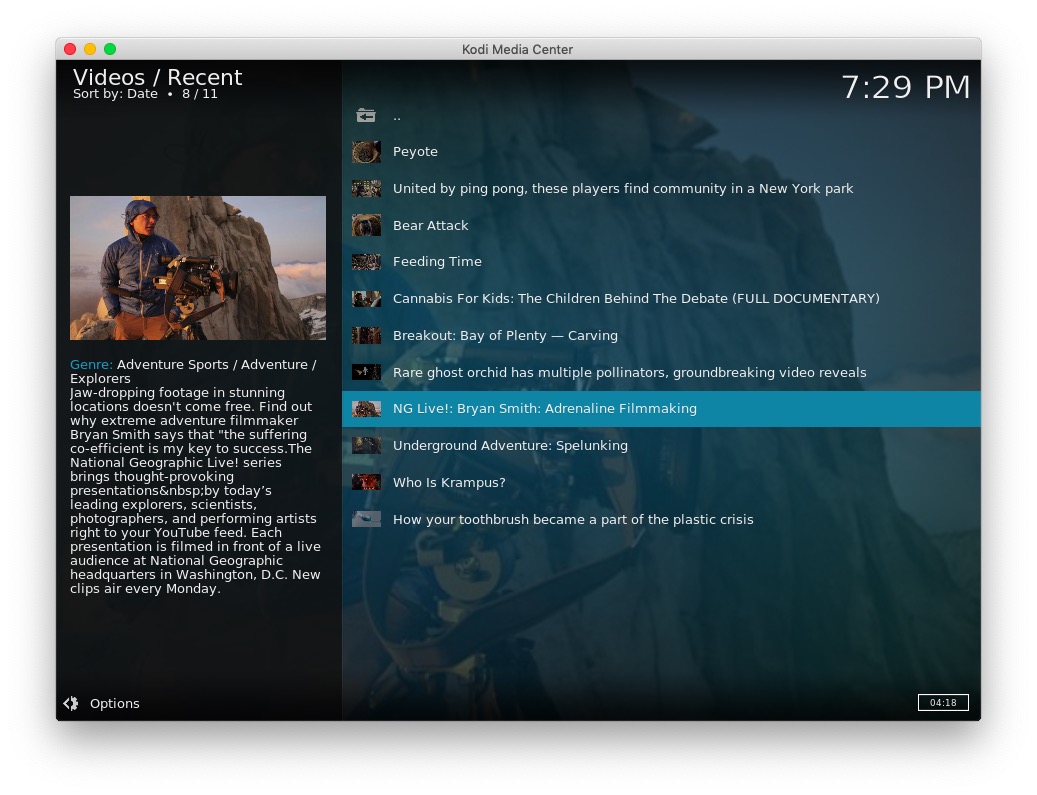 Kodi Media Center
Videos / Recent
Sort by: Date • 8 / 11
7:29 PM
..
Peyote
United by ping pong, these players find community in a New York park
Bear Attack
Feeding Time
Cannabis For Kids: The Children Behind The Debate (FULL DOCUMENTARY)
Breakout: Bay of Plenty — Carving
Rare ghost orchid has multiple pollinators, groundbreaking video reveals
NG Live!: Bryan Smith: Adrenaline Filmmaking
Underground Adventure: Spelunking
Who Is Krampus?
How your toothbrush became a part of the plastic crisis
Genre: Adventure Sports / Adventure /
Explorers
Jaw-dropping footage in stunning
locations doesn't come free. Find out
why extreme adventure filmmaker
Bryan Smith says that "the suffering
co-efficient is my key to success.The
National Geographic Live! series
brings thought-provoking
presentations&nbsp;by today’s
leading explorers, scientists,
photographers, and performing artists
right to your YouTube feed. Each
presentation is filmed in front of a live
audience at National Geographic
headquarters in Washington, D.C. New
clips air every Monday.
Options
04:18